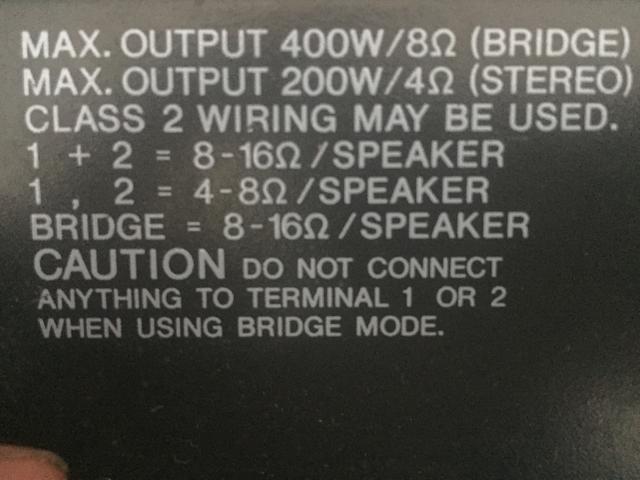 MAX. OUTPUT 400W/8Ω (BRIDGE)
MAX. OUTPUT 200W/4Ω (STEREO)
CLASS 2 WIRING MAY BE USED.
1 + 2 = 8-16Ω/SPEAKER
1 , 2 = 4-8Ω/SPEAKER
BRIDGE = 8-16Ω/SPEAKER
CAUTION DO NOT CONNECT
ANYTHING TO TERMINAL 1 OR 2
WHEN USING BRIDGE MODE.